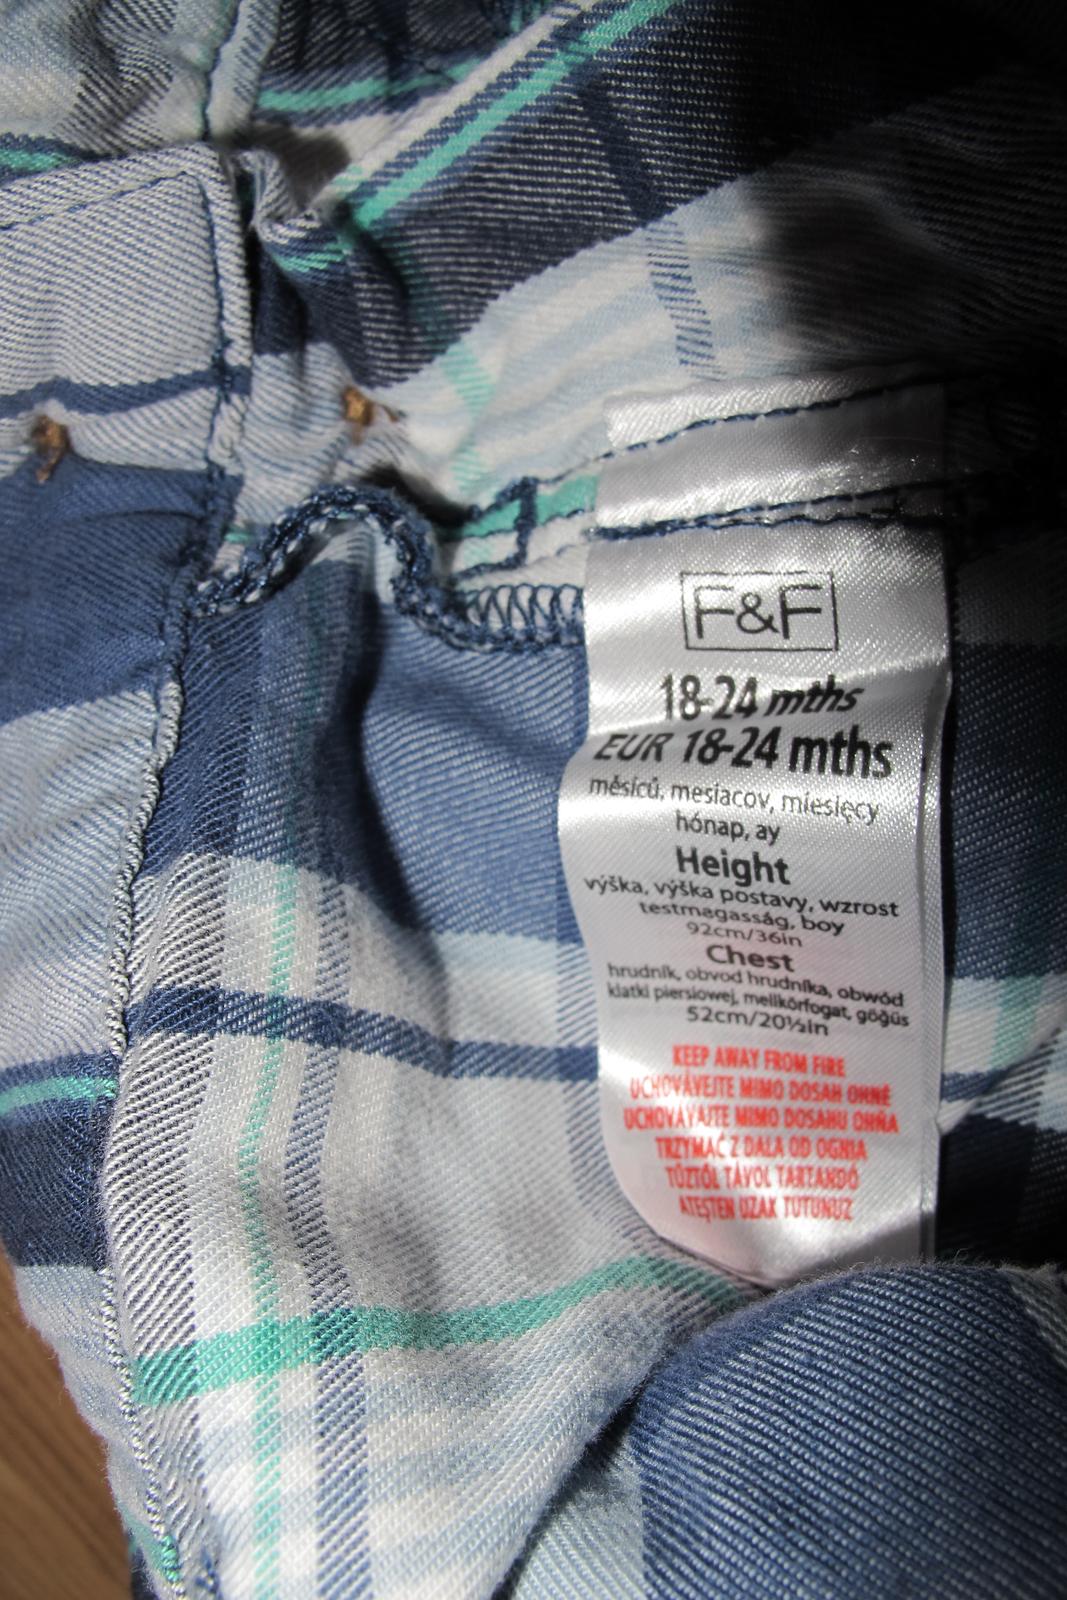 F&F
18-24 mths
EUR 18-24 mths
měsíců, mesiacov, miesięcy
hónap, ay
Height
výška, výška postavy, wzrost
testmagasság, boy
92cm/36in
Chest
hrudník, obvod hrudníka, obwód
klatki piersiowej, mellkörfogat, göğüs
52cm/20½in
KEEP AWAY FROM FIRE
UCHOVÁVEJTE MIMO DOSAH OHNĚ
UCHOVÁVAJTE MIMO DOSAHU OHŇA
TRZYMAĆ Z DALA OD OGNIA
TŰZTŐL TÁVOL TARTANDÓ
ATEŞTEN UZAK TUTUNUZ